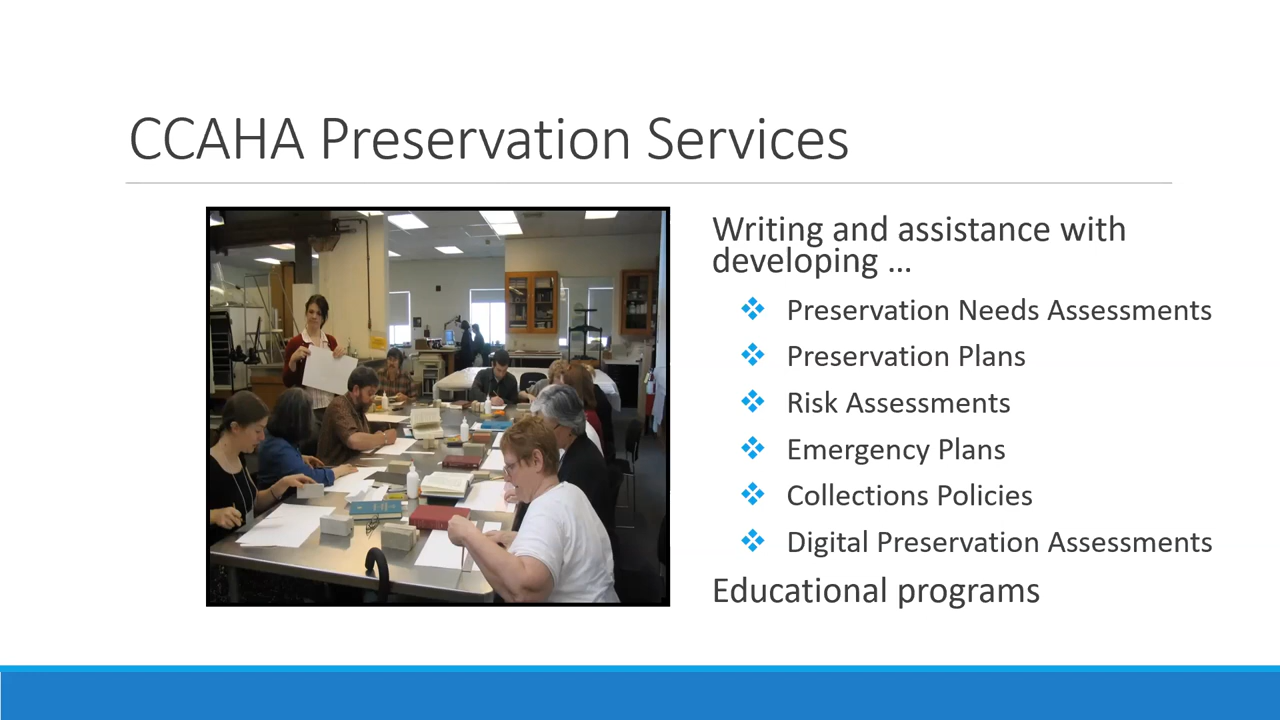 CCAHA Preservation Services
Writing and assistance with
developing …
Preservation Needs Assessments
Preservation Plans
Risk Assessments
Emergency Plans
Collections Policies
Digital Preservation Assessments
Educational programs